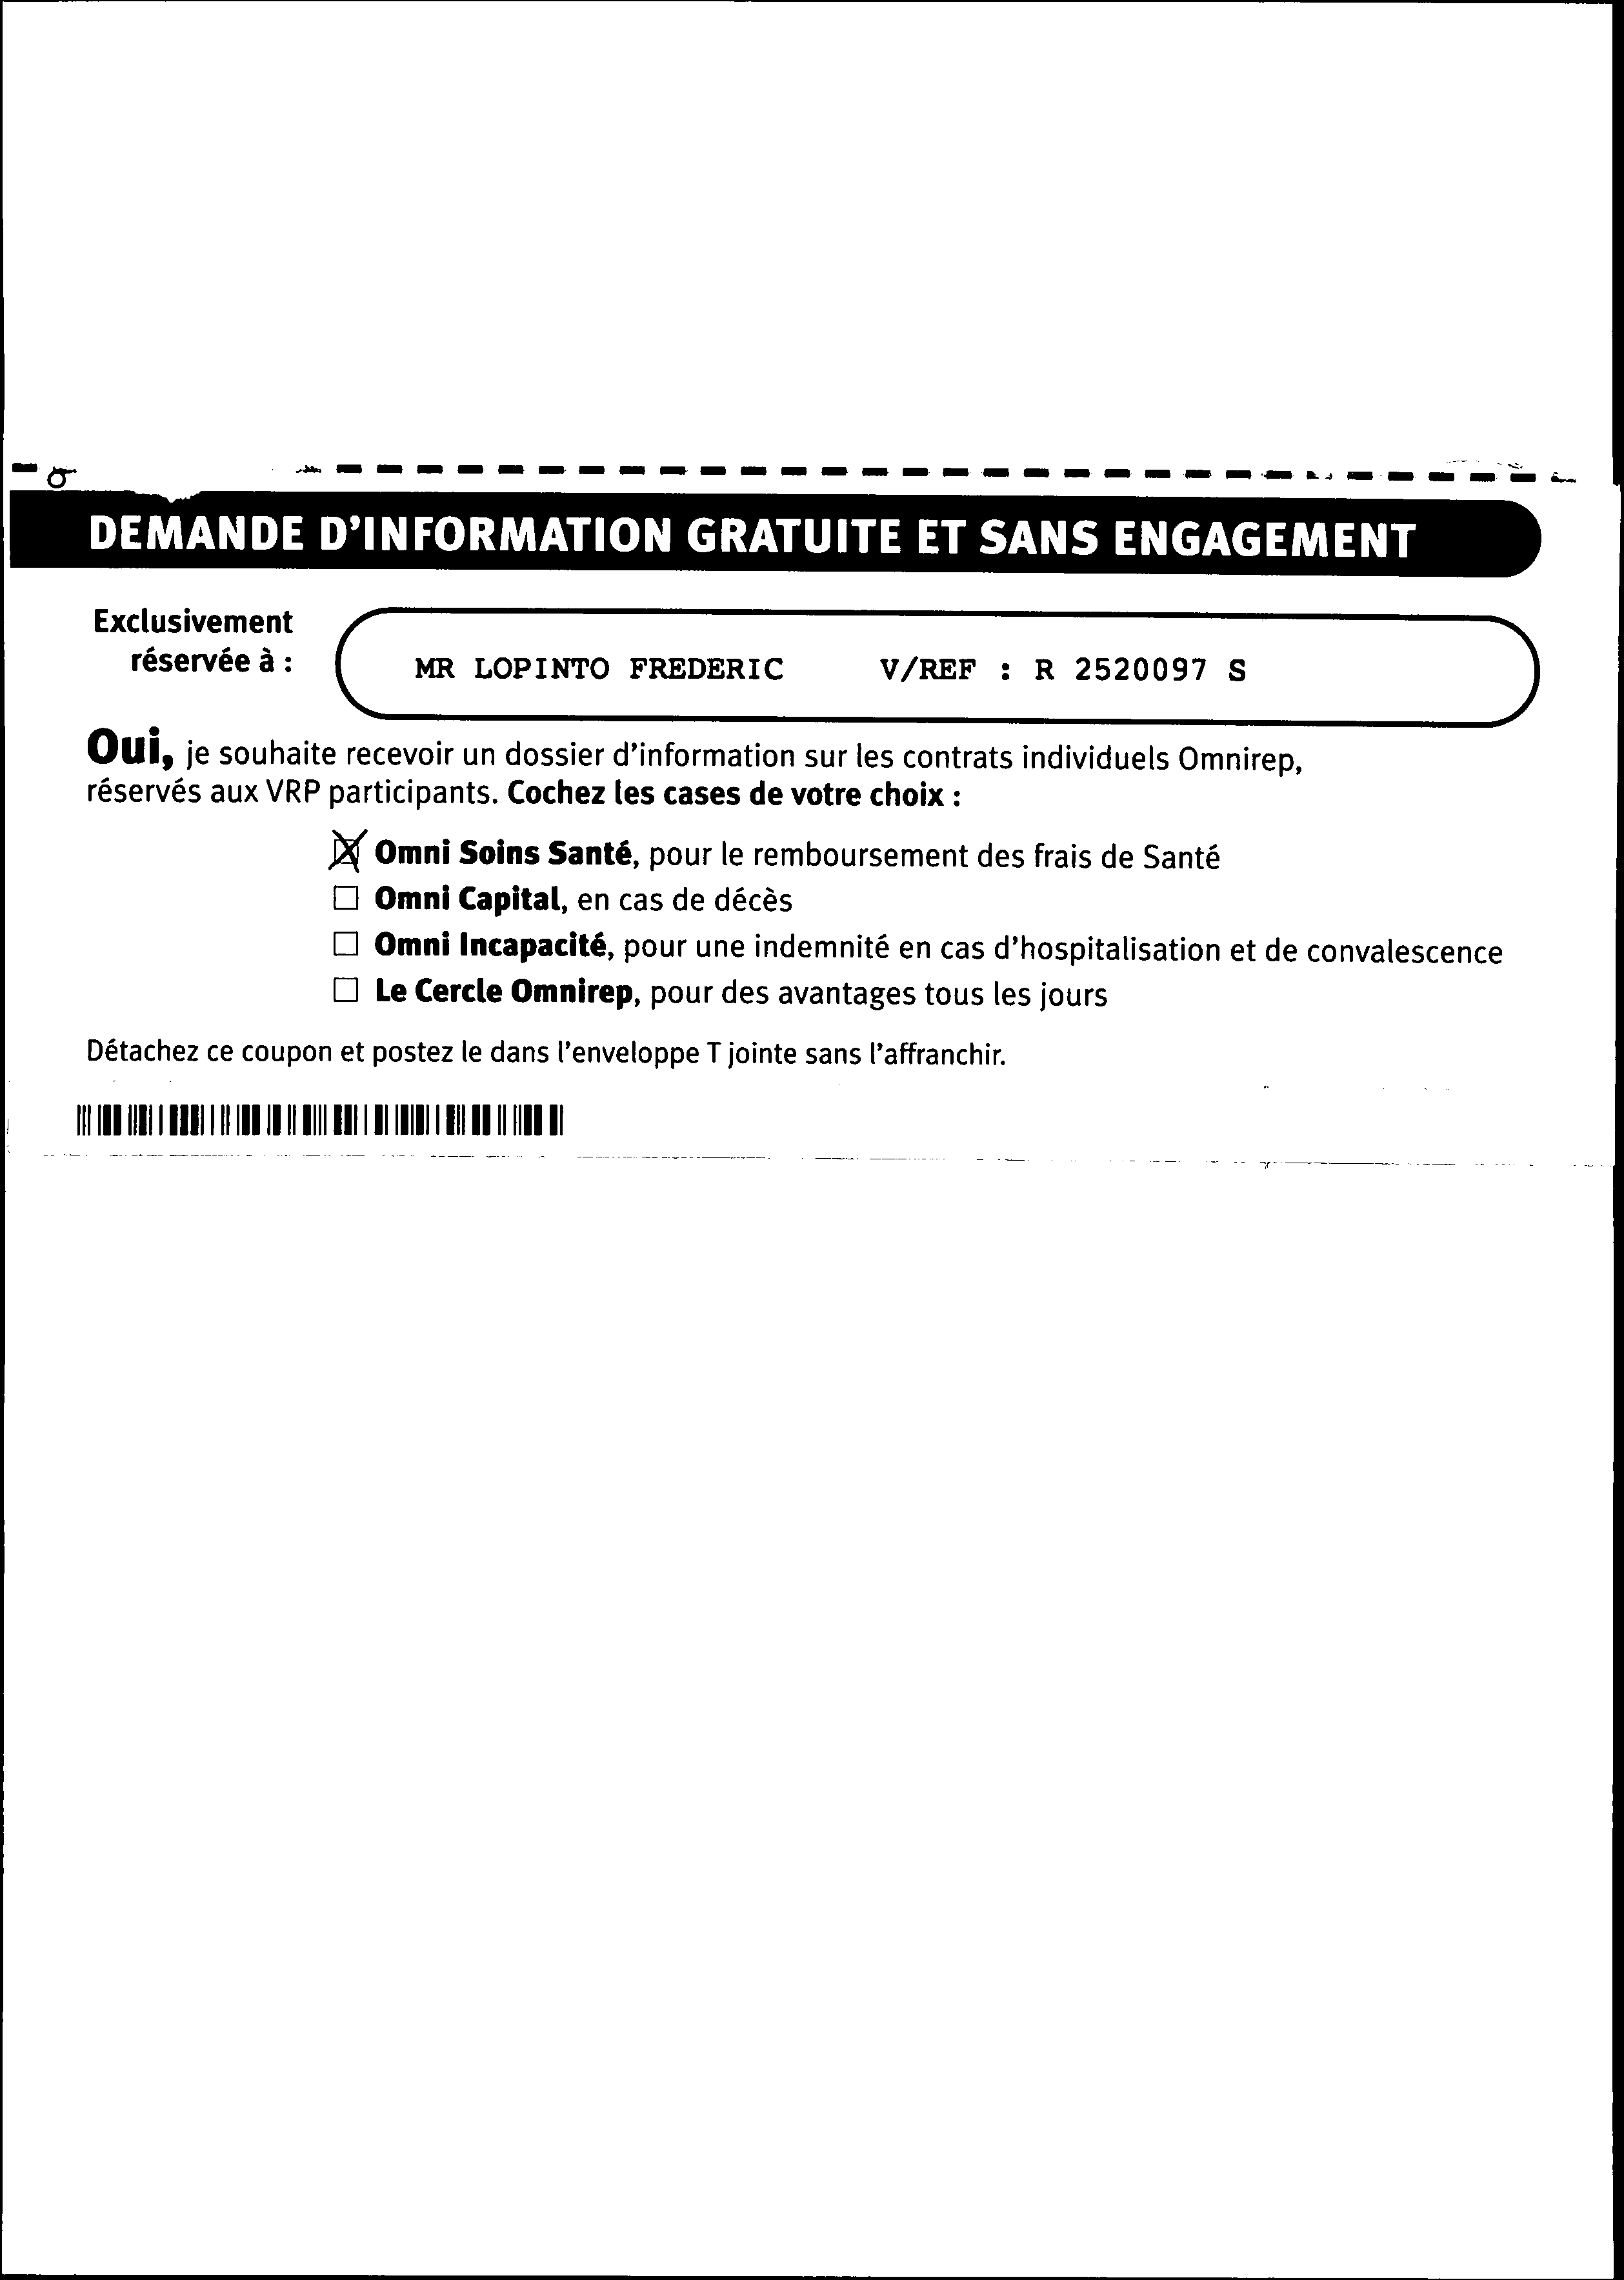 DEMANDE D'INFORMATION GRATUITE ET SANS ENGAGEMENT
Exclusivement
réservée à :
MR LOPINTO FREDERIC V/REF : R 2520097 S
Oui, je souhaite recevoir un dossier d'information sur les contrats individuels Omnirep,
réservés aux VRP participants. Cochez les cases de votre choix :
Omni Soins Santé, pour le remboursement des frais de Santé
Omni Capital, en cas de décès
Omni Incapacité, pour une indemnité en cas d'hospitalisation et de convalescence
Le Cercle Omnirep, pour des avantages tous les jours
Détachez ce coupon et postez le dans l'enveloppe T jointe sans l'affranchir.